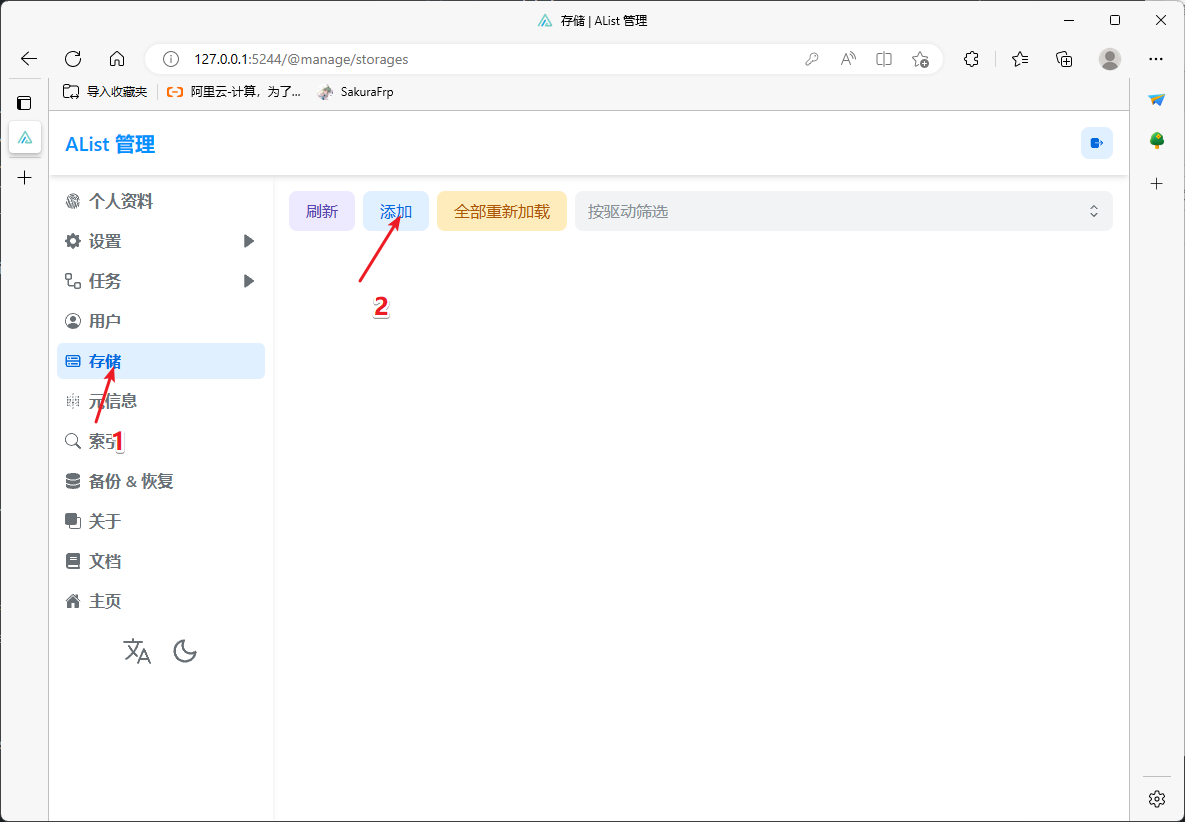 存储 | AList 管理
127.0.0.1:5244/@manage/storages
导入收藏夹
阿里云-计算，为了...
SakuraFrp
AList 管理
个人资料
设置
任务
用户
存储
元信息
索引
备份 & 恢复
关于
文档
主页
刷新
添加
全部重新加载
按驱动筛选
2
1